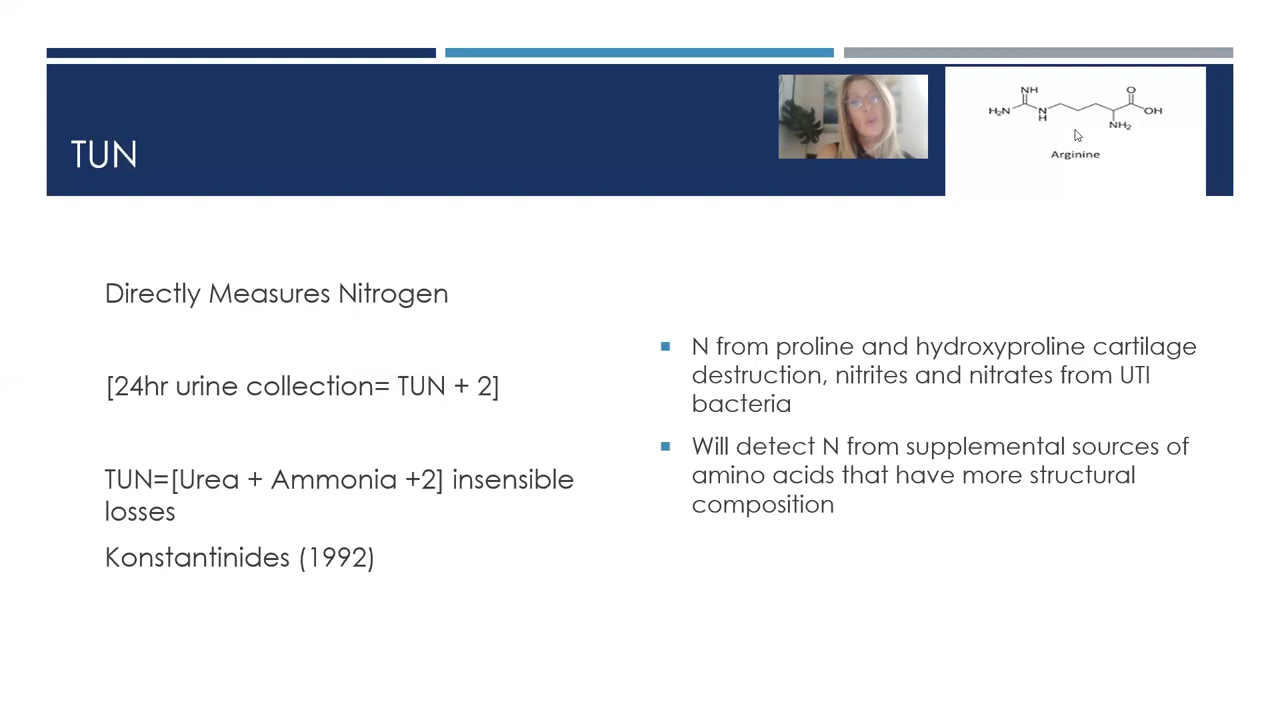 TUN
NH
O
H₂N
N
H
OH
NH₂
Arginine
Directly Measures Nitrogen
[24hr urine collection= TUN + 2]
TUN=[Urea + Ammonia +2] insensible
losses
Konstantinides (1992)
N from proline and hydroxyproline cartilage
destruction, nitrites and nitrates from UTI
bacteria
Will detect N from supplemental sources of
amino acids that have more structural
composition